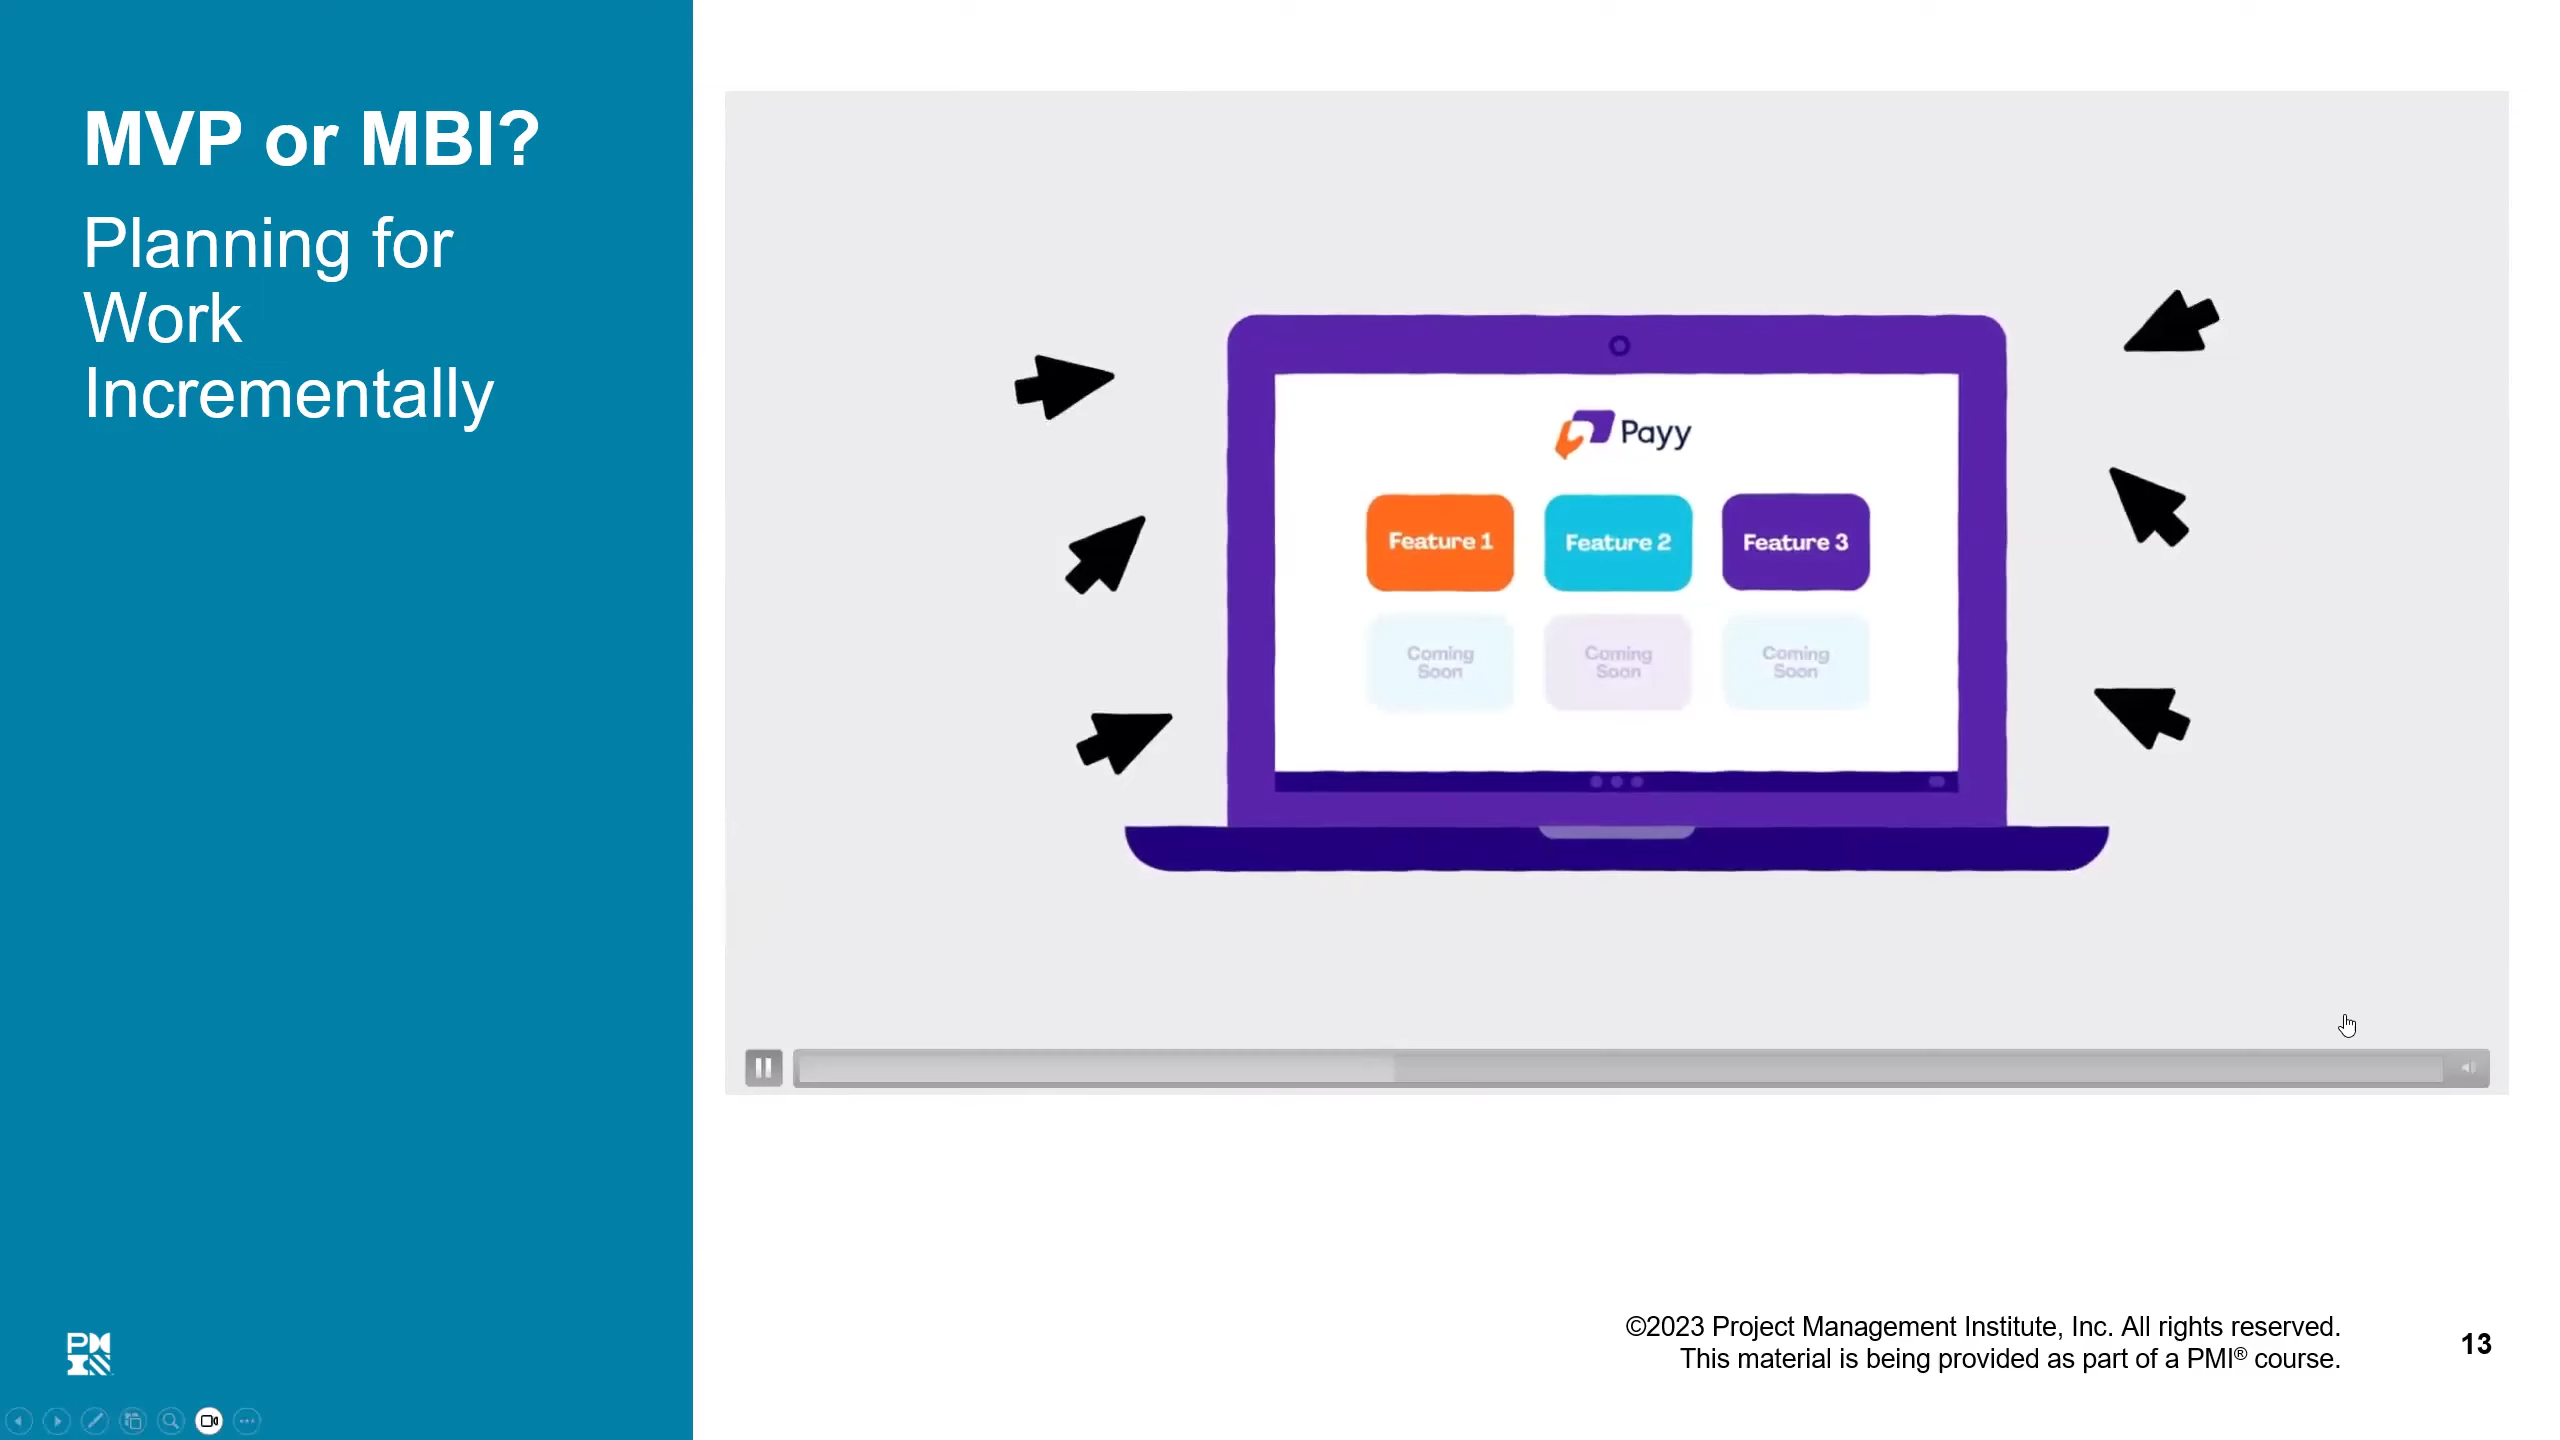 MVP or MBI?
Planning for
Work
Incrementally
Payy
Feature 1
Feature 2
Feature 3
Coming
Soon
Coming
Soon
Coming
Soon
PMI
©2023 Project Management Institute, Inc. All rights reserved.
This material is being provided as part of a PMI® course.
13